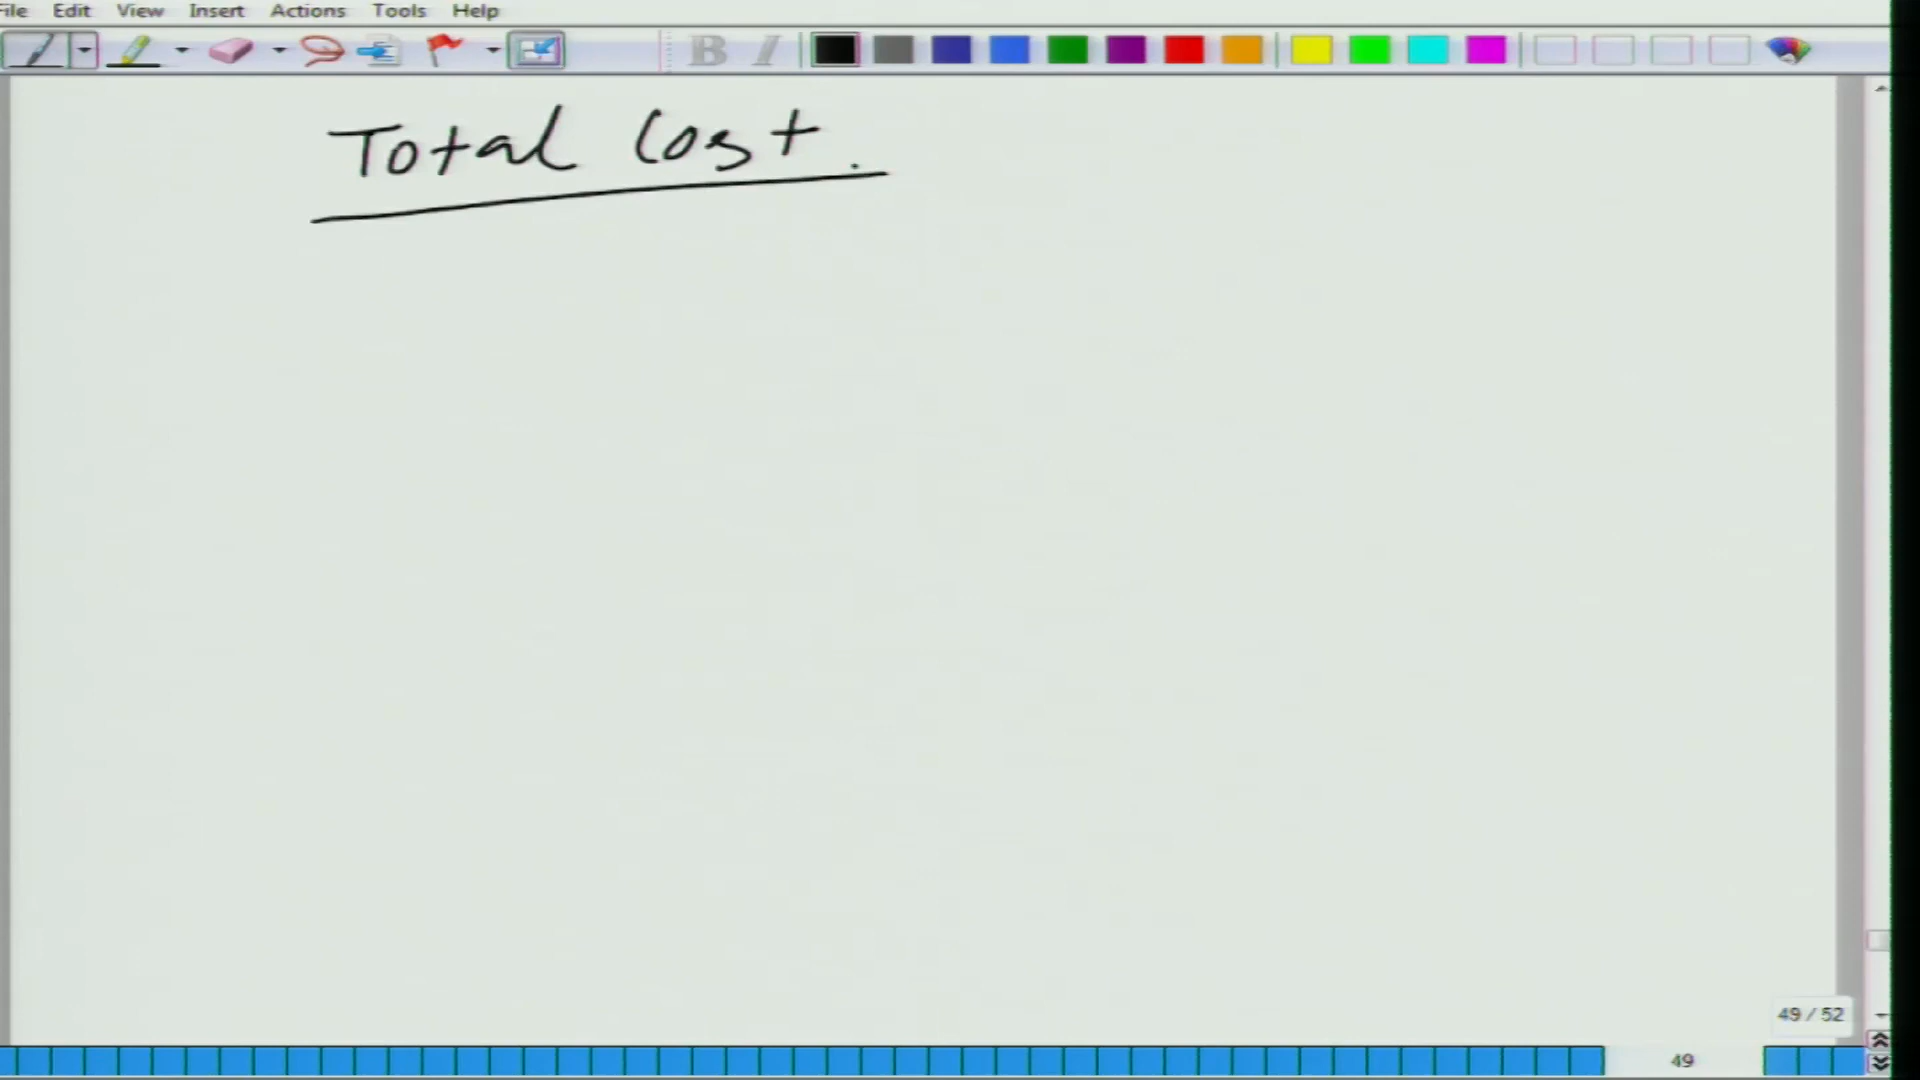 File Edit View Insert Actions Tools Help
B I
Total Cost.
49 / 52
49